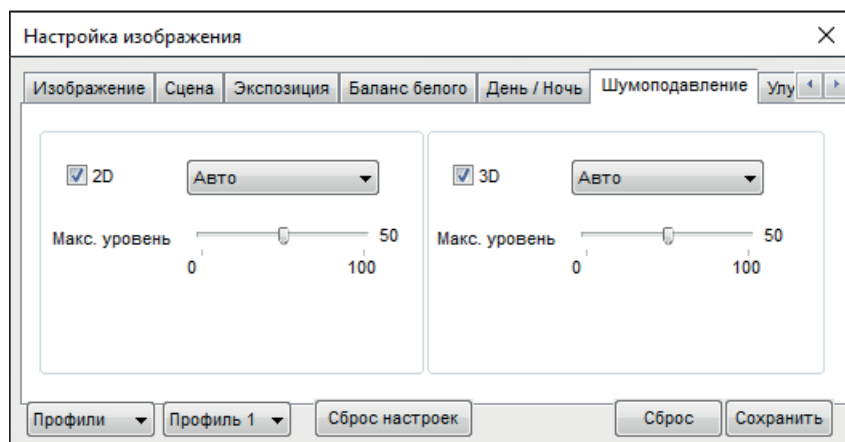 Настройка изображения
Изображение Сцена Экспозиция Баланс белого День / Ночь Шумоподавление Улу
2D Авто 3D Авто
Макс. уровень 50 Макс. уровень 50
0 100 0 100
Профили Профиль 1 Сброс настроек Сброс Сохранить